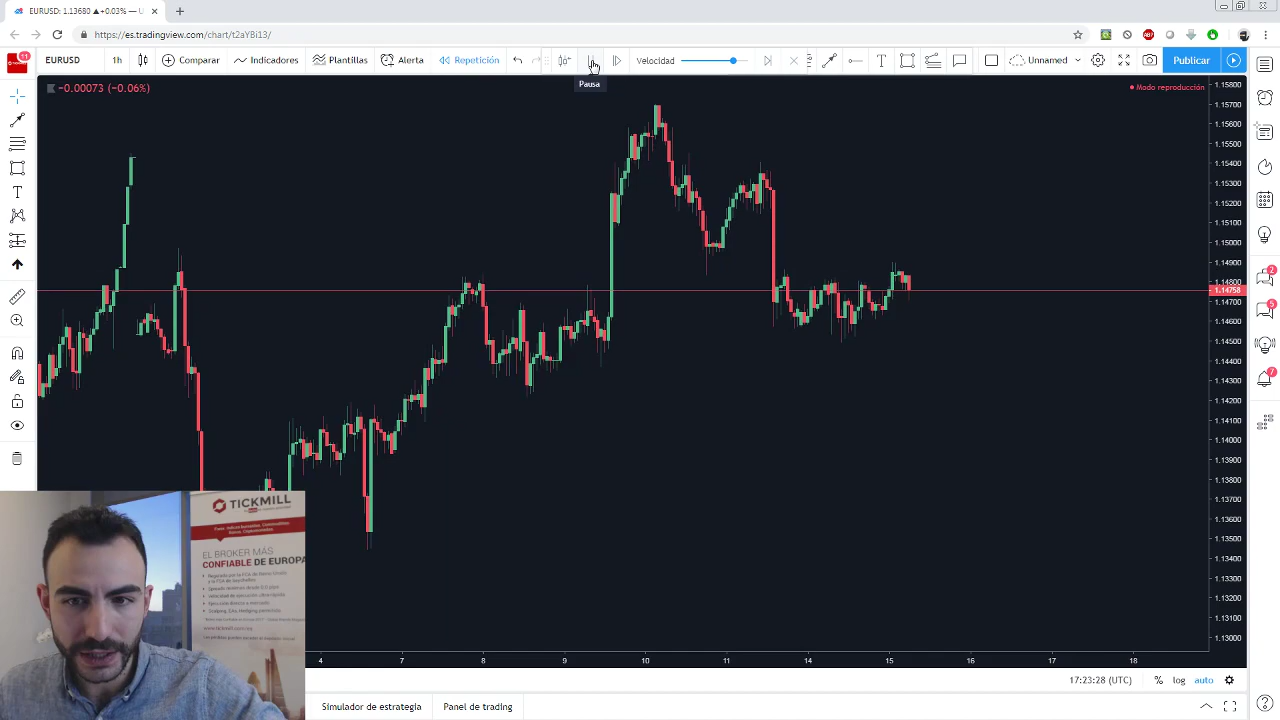 EURUSD: 1.13680 ▲+0.03% — U
https://es.tradingview.com/chart/t2aYBi13/
11
EURUSD
1h
Comparar
Indicadores
Plantillas
Alerta
Repetición
Velocidad
Unnamed
Publicar
Pausa
−0.00073 (−0.06%)
Modo reproducción
1.15800
1.15700
1.15600
1.15500
1.15400
1.15300
1.15200
1.15100
1.15000
1.14900
1.14800
1.14758
1.14700
1.14600
1.14500
1.14400
1.14300
1.14200
1.14100
1.14000
1.13900
1.13800
1.13700
1.13600
1.13500
1.13400
1.13300
1.13200
1.13100
1.13000
2
5
7
TICKMILL
EL BROKER MÁS
CONFIABLE DE EUROPA
4 7 8 9 10 11 14 15 16 17 18
17:23:28 (UTC)
% log auto
Simulador de estrategia
Panel de trading